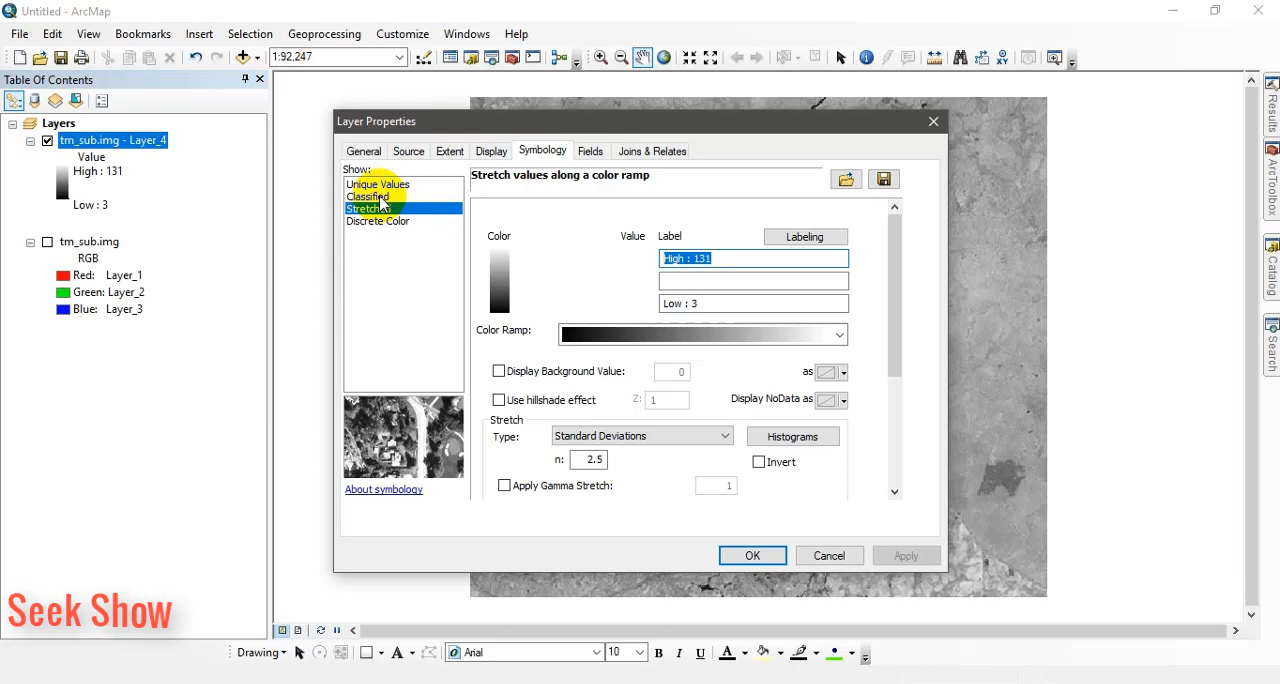 Untitled - ArcMap
File Edit View Bookmarks Insert Selection Geoprocessing Customize Windows Help
1:92,247
Table Of Contents
Layers
tm_sub.img - Layer_4
Value
High : 131
Low : 3
tm_sub.img
RGB
Red: Layer_1
Green: Layer_2
Blue: Layer_3
Layer Properties
General Source Extent Display Symbology Fields Joins & Relates
Show:
Unique Values
Classified
Stretched
Discrete Color
About symbology
Stretch values along a color ramp
Color Value Label Labeling
High : 131
Low : 3
Color Ramp:
Display Background Value: 0 as
Use hillshade effect Z: 1 Display NoData as
Stretch
Type: Standard Deviations Histograms
n: 2.5 Invert
Apply Gamma Stretch: 1
OK Cancel Apply
Results
ArcToolbox
Catalog
Search
Seek Show
Drawing A Arial 10 B I U A